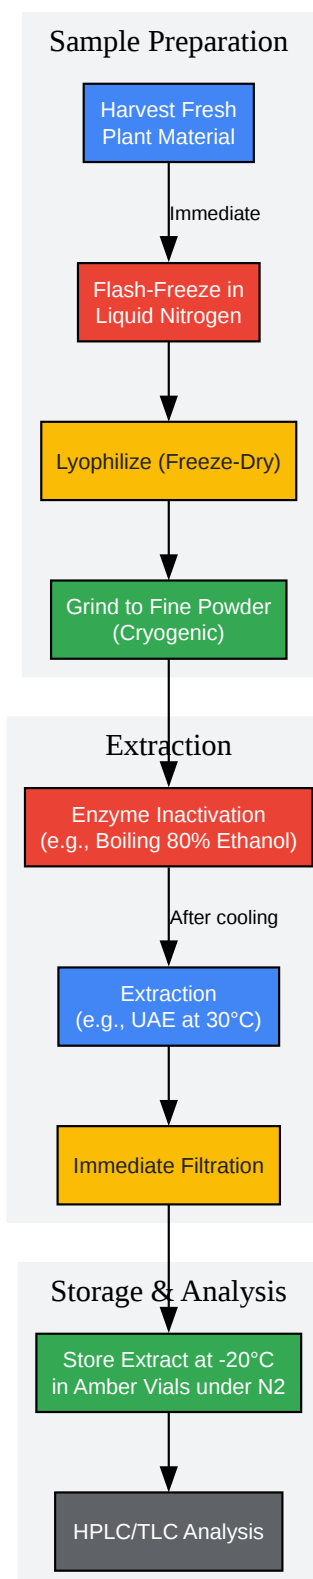 Sample Preparation
Harvest Fresh
Plant Material
Immediate
Flash-Freeze in
Liquid Nitrogen
Lyophilize (Freeze-Dry)
Grind to Fine Powder
(Cryogenic)
Extraction
Enzyme Inactivation
(e.g., Boiling 80% Ethanol)
After cooling
Extraction
(e.g., UAE at 30°C)
Immediate Filtration
Storage & Analysis
Store Extract at -20°C
in Amber Vials under N2
HPLC/TLC Analysis